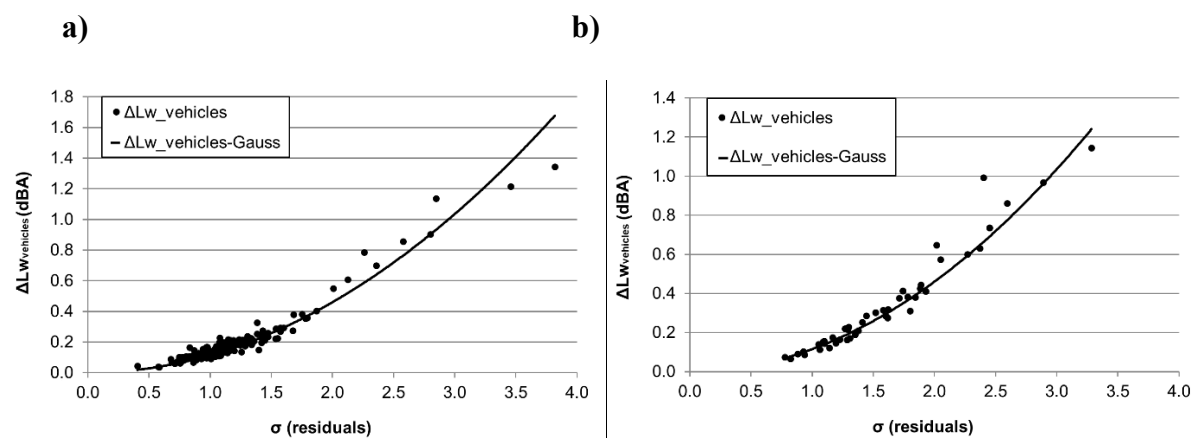 a)
b)
1.8
1.6
1.4
1.2
1.0
0.8
0.6
0.4
0.2
0.0
ΔLw_vehicles
ΔLw_vehicles-Gauss
ΔLwvehicles (dBA)
0.0 0.5 1.0 1.5 2.0 2.5 3.0 3.5 4.0
σ (residuals)
1.4
1.2
1.0
0.8
0.6
0.4
0.2
0.0
ΔLw_vehicles
ΔLw_vehicles-Gauss
ΔLwvehicles (dBA)
0.0 0.5 1.0 1.5 2.0 2.5 3.0 3.5 4.0
σ (residuals)